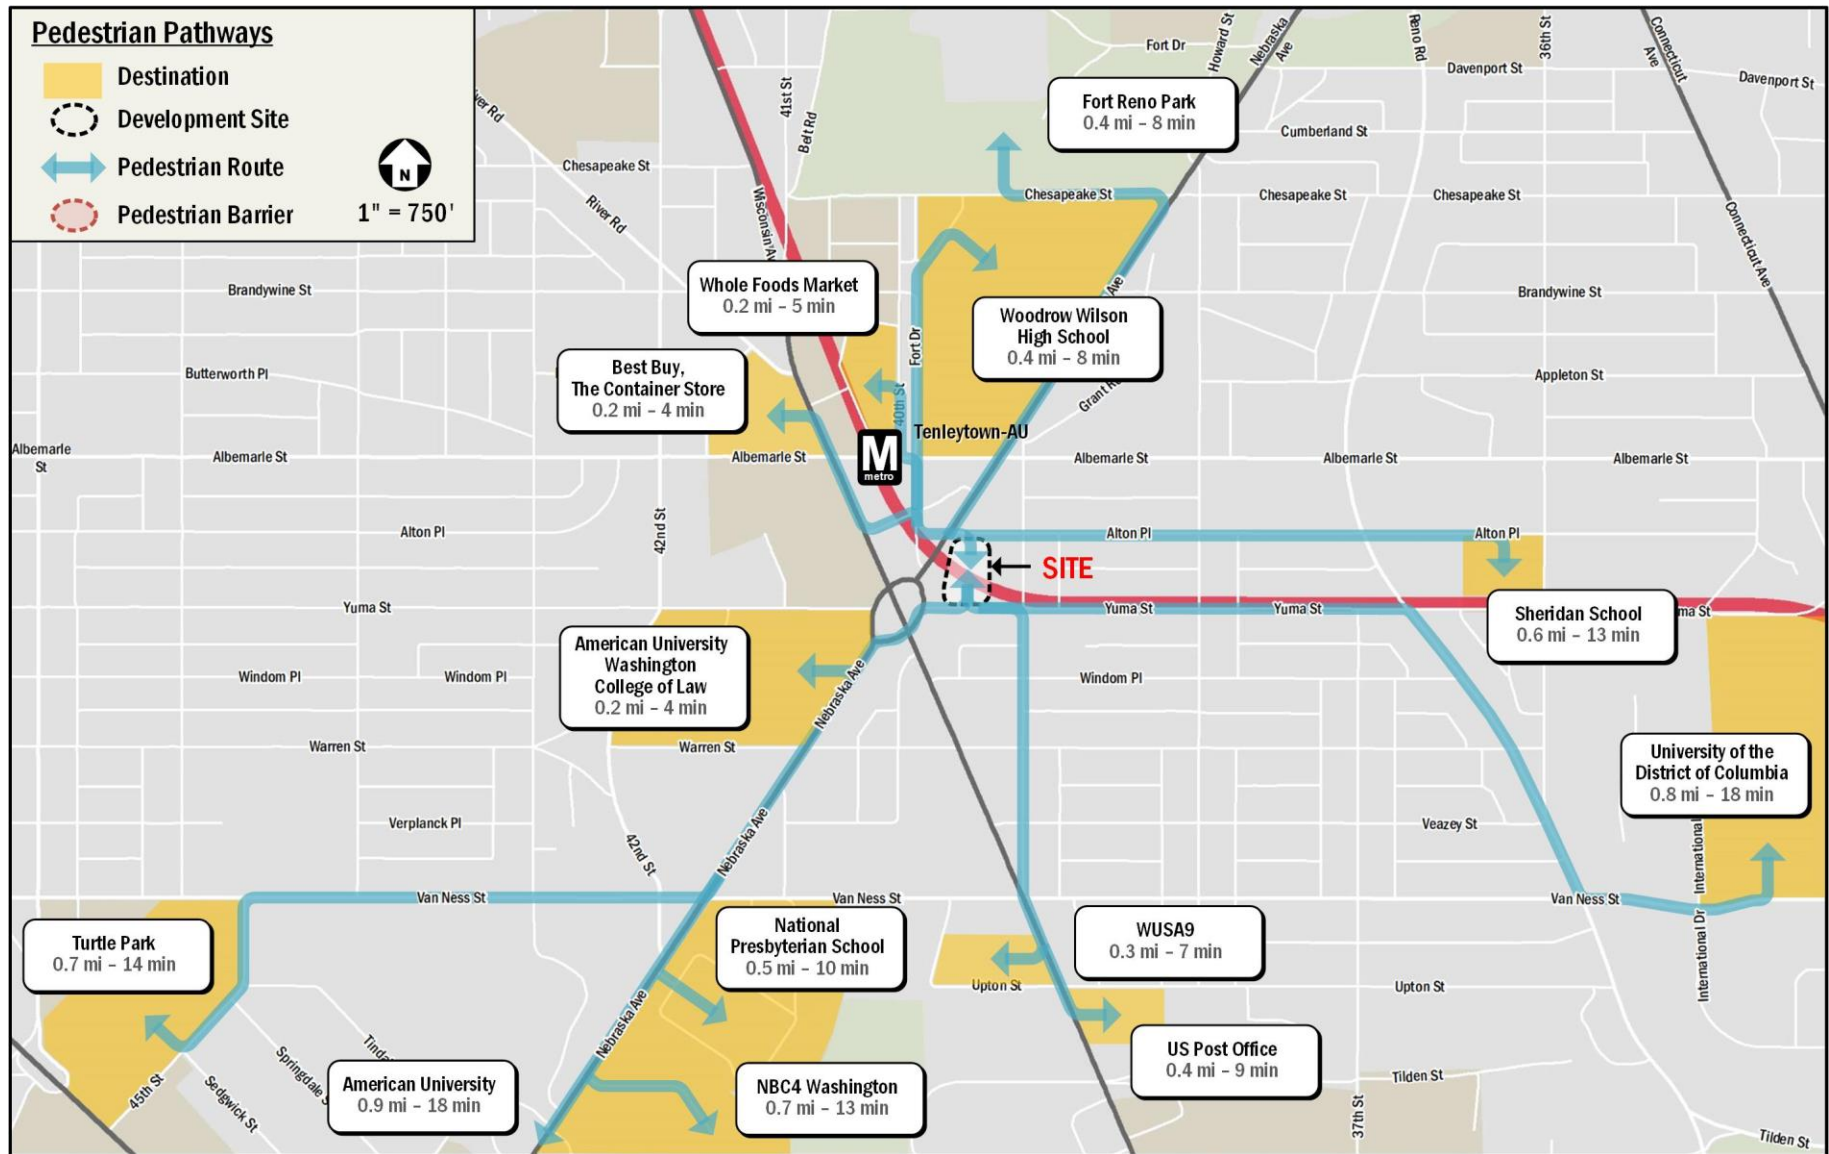 Pedestrian Pathways
Destination
Development Site
Pedestrian Route
Pedestrian Barrier
N
1" = 750'
41st St
Belt Rd
Fort Dr
Howard St
Nebraska
Ave
Reno Rd
Davenport St
36th St
Connecticut
Ave
Davenport St
Fort Reno Park
0.4 mi – 8 min
Cumberland St
Chesapeake St
Chesapeake St
Chesapeake St
Chesapeake St
River Rd
Wisconsin Av
Connecticut Ave
Whole Foods Market
0.2 mi – 5 min
Brandywine St
Brandywine St
Ave
Woodrow Wilson
High School
0.4 mi – 8 min
Fort Dr
Best Buy,
The Container Store
0.2 mi – 4 min
Butterworth Pl
Appleton St
40th St
Tenleytown-AU
M
metro
Albemarle
St
Albemarle St
Albemarle St
Albemarle St
Albemarle St
Albemarle St
42nd St
Alton Pl
Alton Pl
Alton Pl
SITE
Yuma St
Yuma St
Yuma St
ma St
Sheridan School
0.6 mi – 13 min
American University
Washington
College of Law
0.2 mi – 4 min
Windom Pl
Windom Pl
Windom Pl
Nebraska Ave
Warren St
Warren St
University of the
District of Columbia
0.8 mi – 18 min
Verplanck Pl
Veazey St
42nd St
Nebraska Ave
International
Van Ness St
Van Ness St
Van Ness St
Turtle Park
0.7 mi – 14 min
National
Presbyterian School
0.5 mi – 10 min
WUSA9
0.3 mi – 7 min
International Dr
Upton St
Upton St
Nebraska Ave
US Post Office
0.4 mi – 9 min
American University
0.9 mi – 18 min
NBC4 Washington
0.7 mi – 13 min
45th St
Sedgwick St
Springdale S
Tilden St
37th St
Tilden St